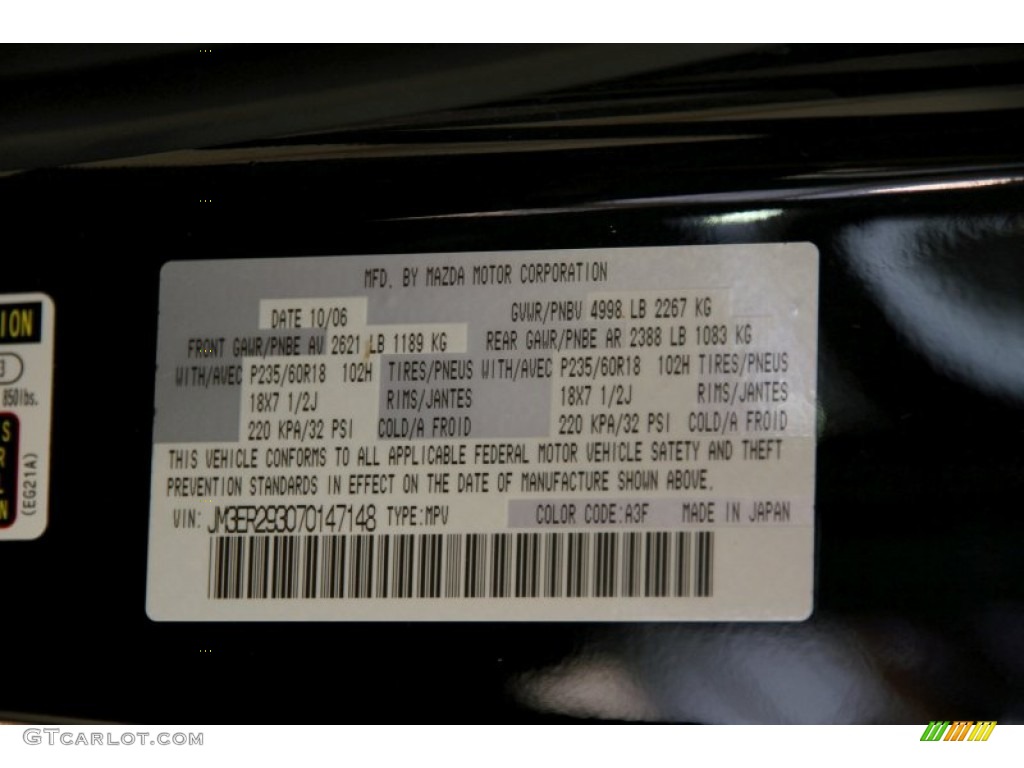 MFD. BY MAZDA MOTOR CORPORATION
DATE 10/06 GVWR/PNBV 4998 LB 2267 KG
FRONT GAWR/PNBE AV 2621 LB 1189 KG REAR GAWR/PNBE AR 2388 LB 1083 KG
WITH/AVEC P235/60R18 102H TIRES/PNEUS WITH/AVEC P235/60R18 102H TIRES/PNEUS
18X7 1/2J RIMS/JANTES 18X7 1/2J RIMS/JANTES
220 KPA/32 PSI COLD/A FROID 220 KPA/32 PSI COLD/A FROID
THIS VEHICLE CONFORMS TO ALL APPLICABLE FEDERAL MOTOR VEHICLE SAFETY AND THEFT
PREVENTION STANDARDS IN EFFECT ON THE DATE OF MANUFACTURE SHOWN ABOVE.
VIN: JM3ER293070147148 TYPE:MPV COLOR CODE:A3F MADE IN JAPAN
ION
3
850lbs.
S
R
L
N
(EG21A)
GTcarlot.com